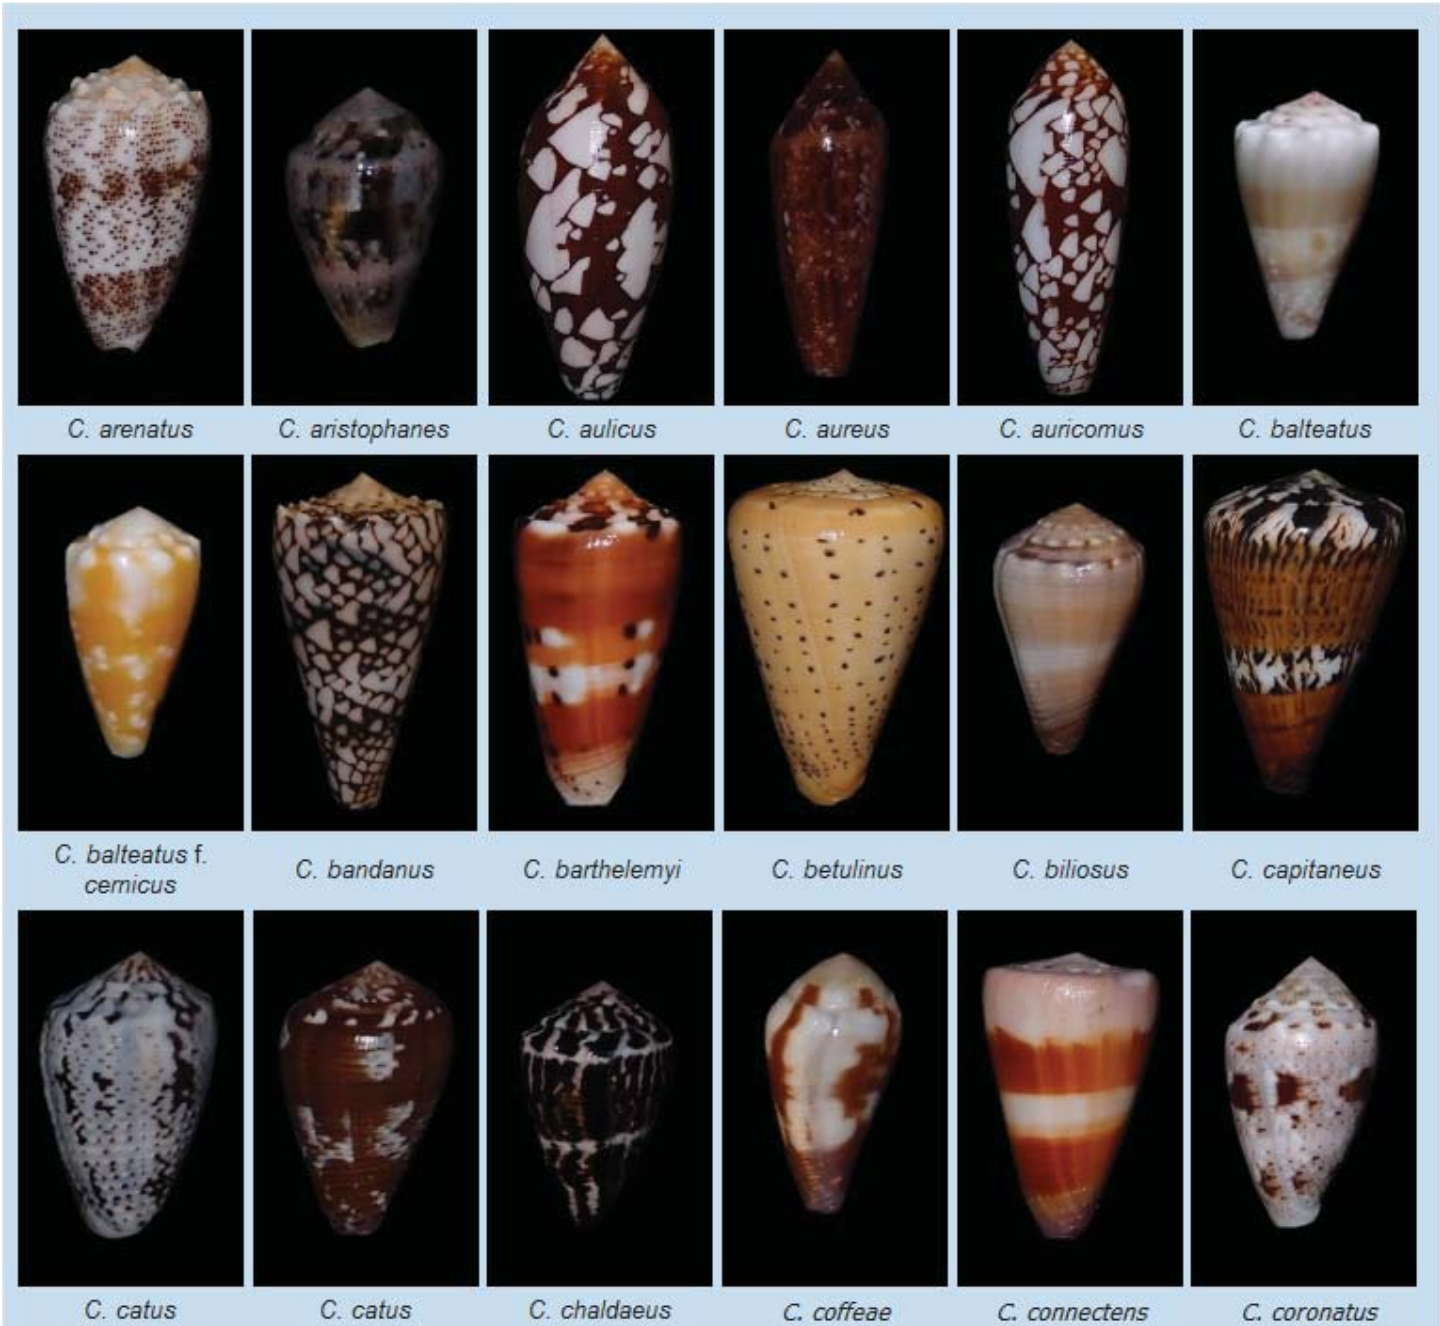 C. arenatus
C. aristophanes
C. aulicus
C. aureus
C. auricomus
C. balteatus
C. balteatus f.
cernicus
C. bandanus
C. barthelemyi
C. betulinus
C. biliosus
C. capitaneus
C. catus
C. catus
C. chaldaeus
C. coffeae
C. connectens
C. coronatus